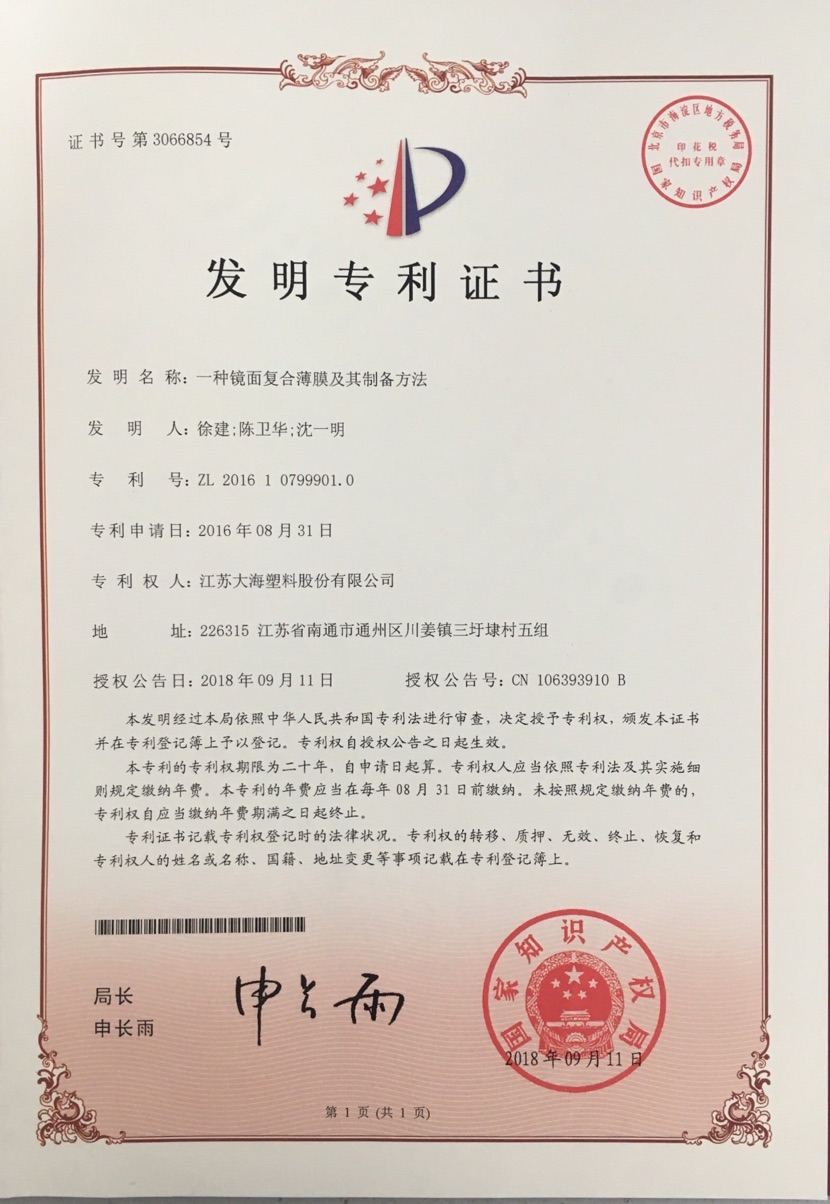 证书号第3066854号
北京市海淀区地方税务局
印花税
代扣专用章
国家知识产权局
发明专利证书
发明名称：一种镜面复合薄膜及其制备方法
发明人：徐建;陈卫华;沈一明
专利号：ZL 2016 1 0799901.0
专利申请日：2016年08月31日
专利权人：江苏大海塑料股份有限公司
地址：226315 江苏省南通市通州区川姜镇三圩埭村五组
授权公告日：2018年09月11日 授权公告号：CN 106393910 B
本发明经过本局依照中华人民共和国专利法进行审查，决定授予专利权，颁发本证书
并在专利登记簿上予以登记。专利权自授权公告之日起生效。
本专利的专利权期限为二十年，自申请日起算。专利权人应当依照专利法及其实施细
则规定缴纳年费。本专利的年费应当在每年08月31日前缴纳。未按照规定缴纳年费的，
专利权自应当缴纳年费期满之日起终止。
专利证书记载专利权登记时的法律状况。专利权的转移、质押、无效、终止、恢复和
专利权人的姓名或名称、国籍、地址变更等事项记载在专利登记簿上。
局长
申长雨
申长雨
国家知识产权局
2018年09月11日
第1页(共1页)